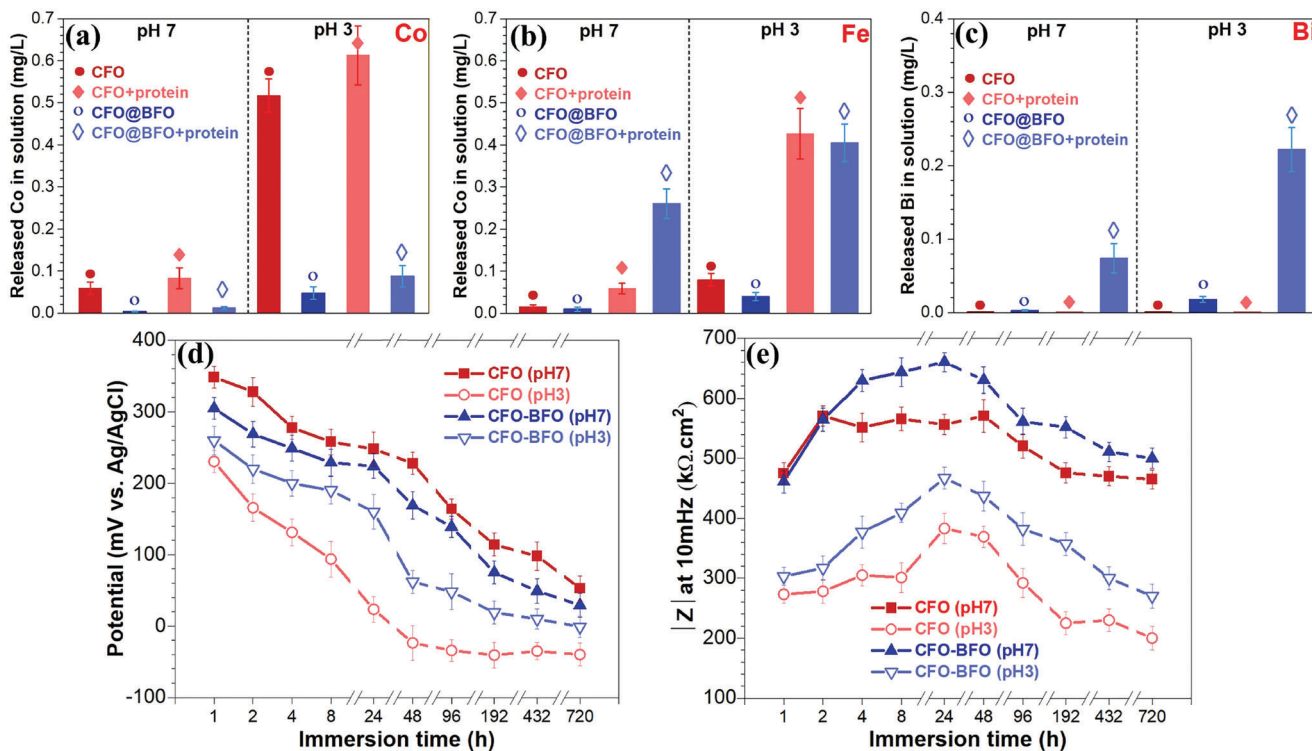 (a)
pH 7
pH 3
Co
CFO
CFO+protein
CFO@BFO
CFO@BFO+protein
Released Co in solution (mg/L)
0.7
0.6
0.5
0.4
0.3
0.2
0.1
0.0
(b)
pH 7
pH 3
Fe
CFO
CFO+protein
CFO@BFO
CFO@BFO+protein
Released Co in solution (mg/L)
0.7
0.6
0.5
0.4
0.3
0.2
0.1
0.0
(c)
pH 7
pH 3
Bi
CFO
CFO+protein
CFO@BFO
CFO@BFO+protein
Released Bi in solution (mg/L)
0.4
0.3
0.2
0.1
0.0
(d)
CFO (pH7)
CFO (pH3)
CFO-BFO (pH7)
CFO-BFO (pH3)
Potential (mV vs. Ag/AgCl)
400
300
200
100
0
-100
1 2 4 8 24 48 96 192 432 720
Immersion time (h)
(e)
CFO (pH7)
CFO (pH3)
CFO-BFO (pH7)
CFO-BFO (pH3)
|Z| at 10mHz (kΩ.cm²)
700
600
500
400
300
200
100
1 2 4 8 24 48 96 192 432 720
Immersion time (h)